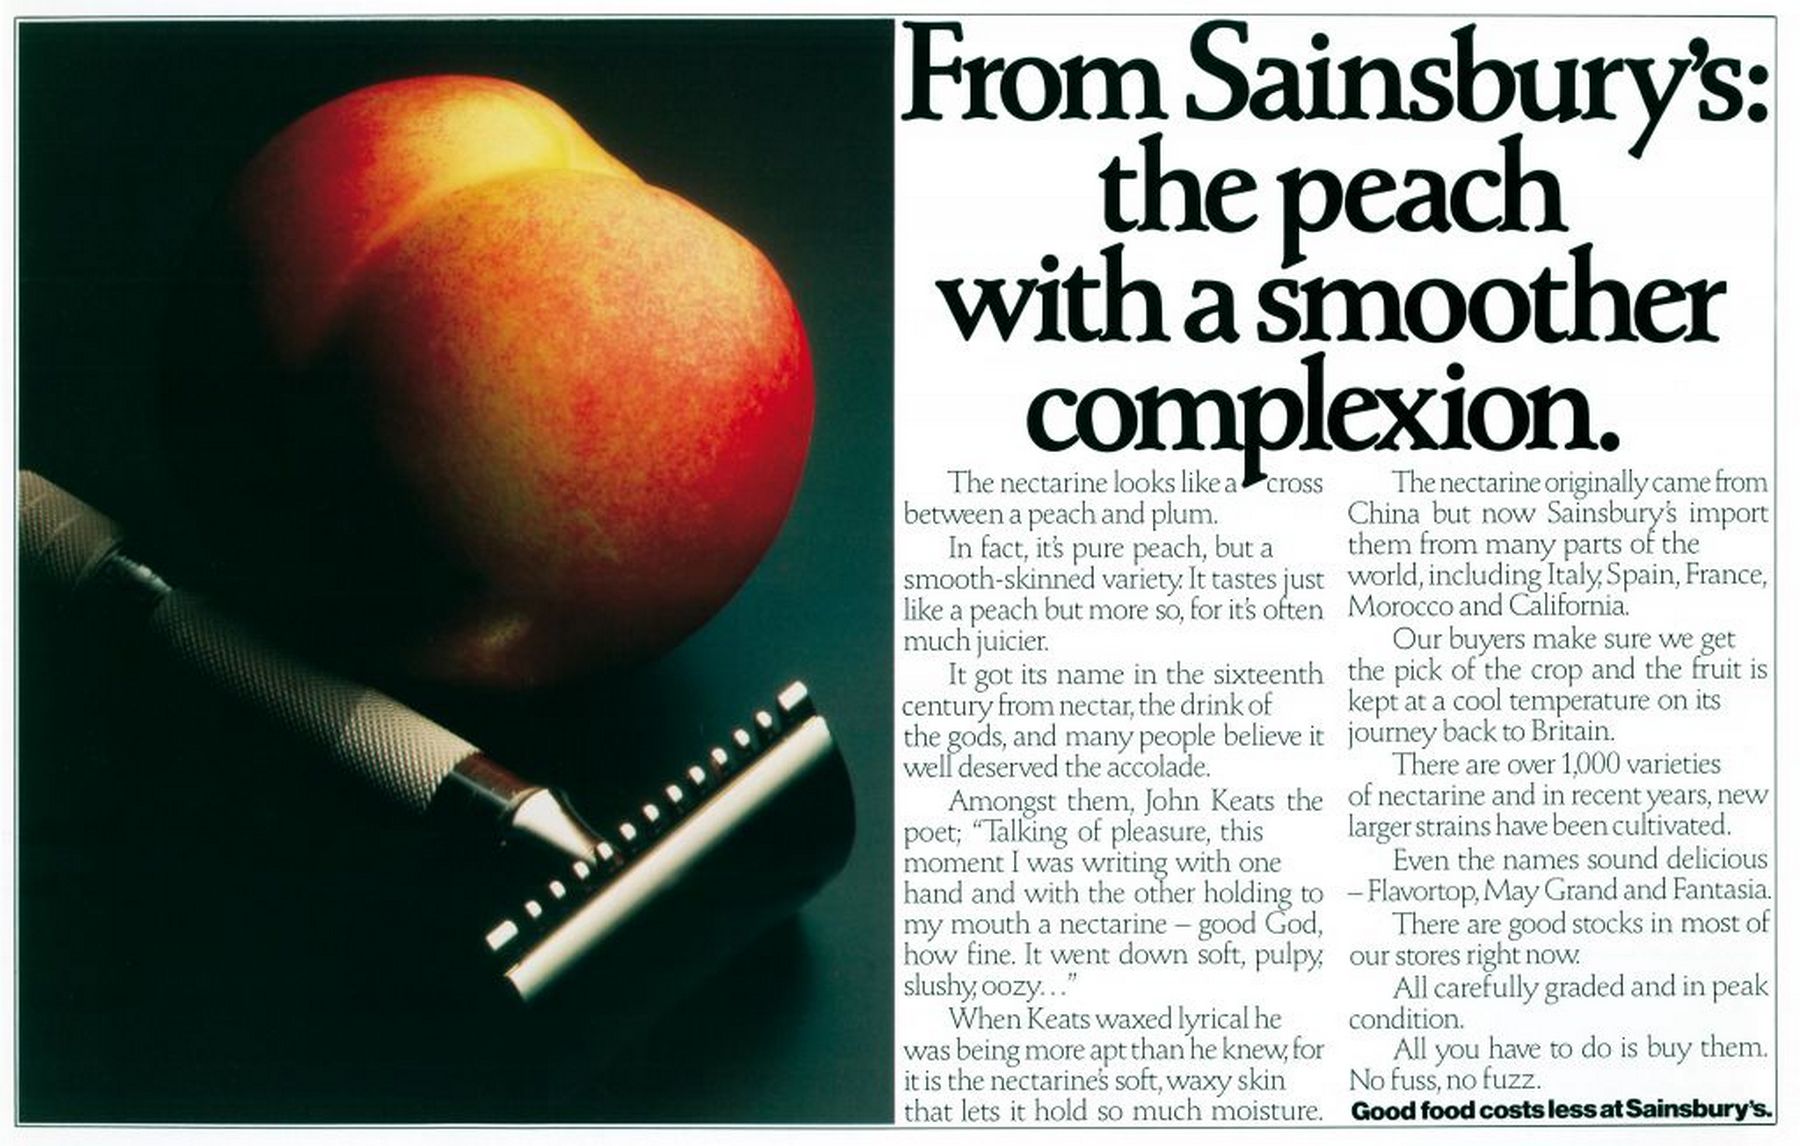 From Sainsbury's:
the peach
with a smoother
complexion.
The nectarine looks like a cross
between a peach and plum.
In fact, it's pure peach, but a
smooth-skinned variety. It tastes just
like a peach but more so, for it's often
much juicier.
It got its name in the sixteenth
century from nectar, the drink of
the gods, and many people believe it
well deserved the accolade.
Amongst them, John Keats the
poet; “Talking of pleasure, this
moment I was writing with one
hand and with the other holding to
my mouth a nectarine – good God,
how fine. It went down soft, pulpy,
slushy, oozy...”
When Keats waxed lyrical he
was being more apt than he knew, for
it is the nectarine's soft, waxy skin
that lets it hold so much moisture.
The nectarine originally came from
China but now Sainsbury's import
them from many parts of the
world, including Italy, Spain, France,
Morocco and California.
Our buyers make sure we get
the pick of the crop and the fruit is
kept at a cool temperature on its
journey back to Britain.
There are over 1,000 varieties
of nectarine and in recent years, new
larger strains have been cultivated.
Even the names sound delicious
– Flavortop, May Grand and Fantasia.
There are good stocks in most of
our stores right now.
All carefully graded and in peak
condition.
All you have to do is buy them.
No fuss, no fuzz.
Good food costs less at Sainsbury's.